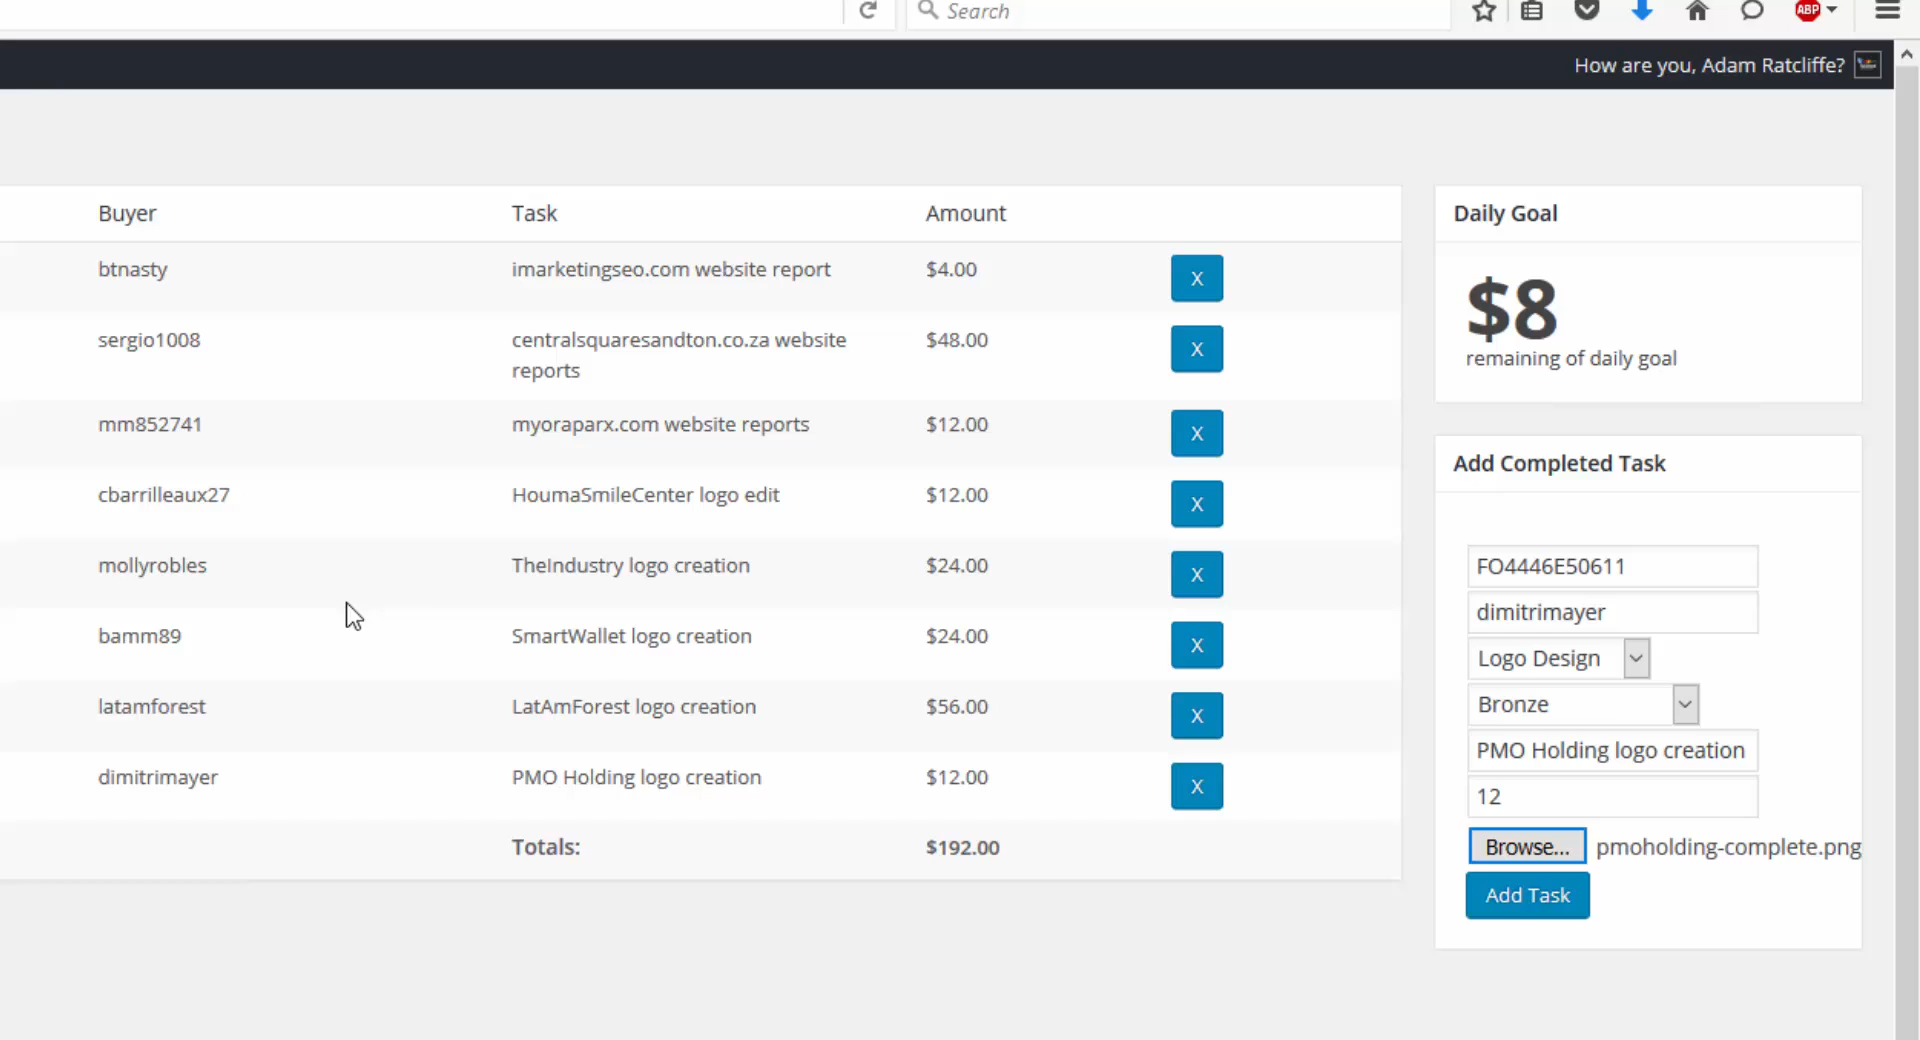 Search
ABP
How are you, Adam Ratcliffe?
Buyer Task Amount
btnasty imarketingseo.com website report $4.00 X
sergio1008 centralsquaresandton.co.za website $48.00 X
reports
mm852741 myoraparx.com website reports $12.00 X
cbarrilleaux27 HoumaSmileCenter logo edit $12.00 X
mollyrobles TheIndustry logo creation $24.00 X
bamm89 SmartWallet logo creation $24.00 X
latamforest LatAmForest logo creation $56.00 X
dimitrimayer PMO Holding logo creation $12.00 X
Totals: $192.00
Daily Goal
$8
remaining of daily goal
Add Completed Task
FO4446E50611
dimitrimayer
Logo Design
Bronze
PMO Holding logo creation
12
Browse... pmoholding-complete.png
Add Task